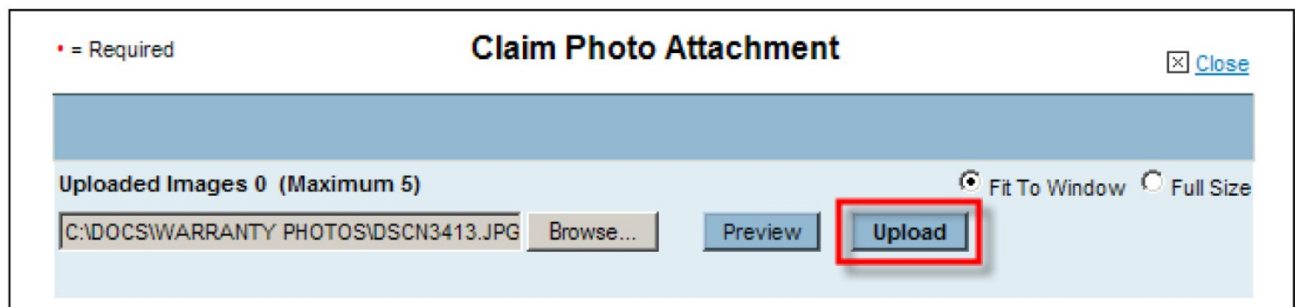 • = Required
Claim Photo Attachment
Close
Uploaded Images 0 (Maximum 5)
Fit To Window
Full Size
C:\DOCS\WARRANTY PHOTOS\DSCN3413.JPG
Browse...
Preview
Upload